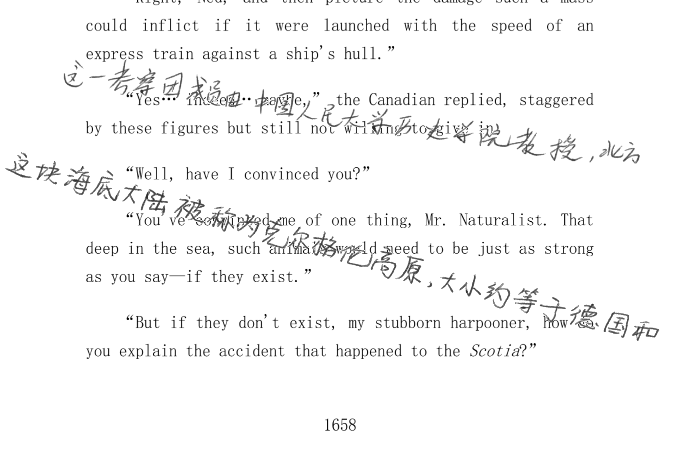 "Right, Ned, and then picture the damage such a mass
could inflict if it were launched with the speed of an
express train against a ship's hull."
这一考察团成员由中国人民大学历史学院教授,北方
"Yes… indeed… maybe," the Canadian replied, staggered
by these figures but still not willing to give in.
"Well, have I convinced you?"
这块海底大陆被称为克尔格伦高原,大小约等于德国和
"You've convinced me of one thing, Mr. Naturalist. That
deep in the sea, such animals would need to be just as strong
as you say—if they exist."
"But if they don't exist, my stubborn harpooner, how
you explain the accident that happened to the Scotia?"
1658